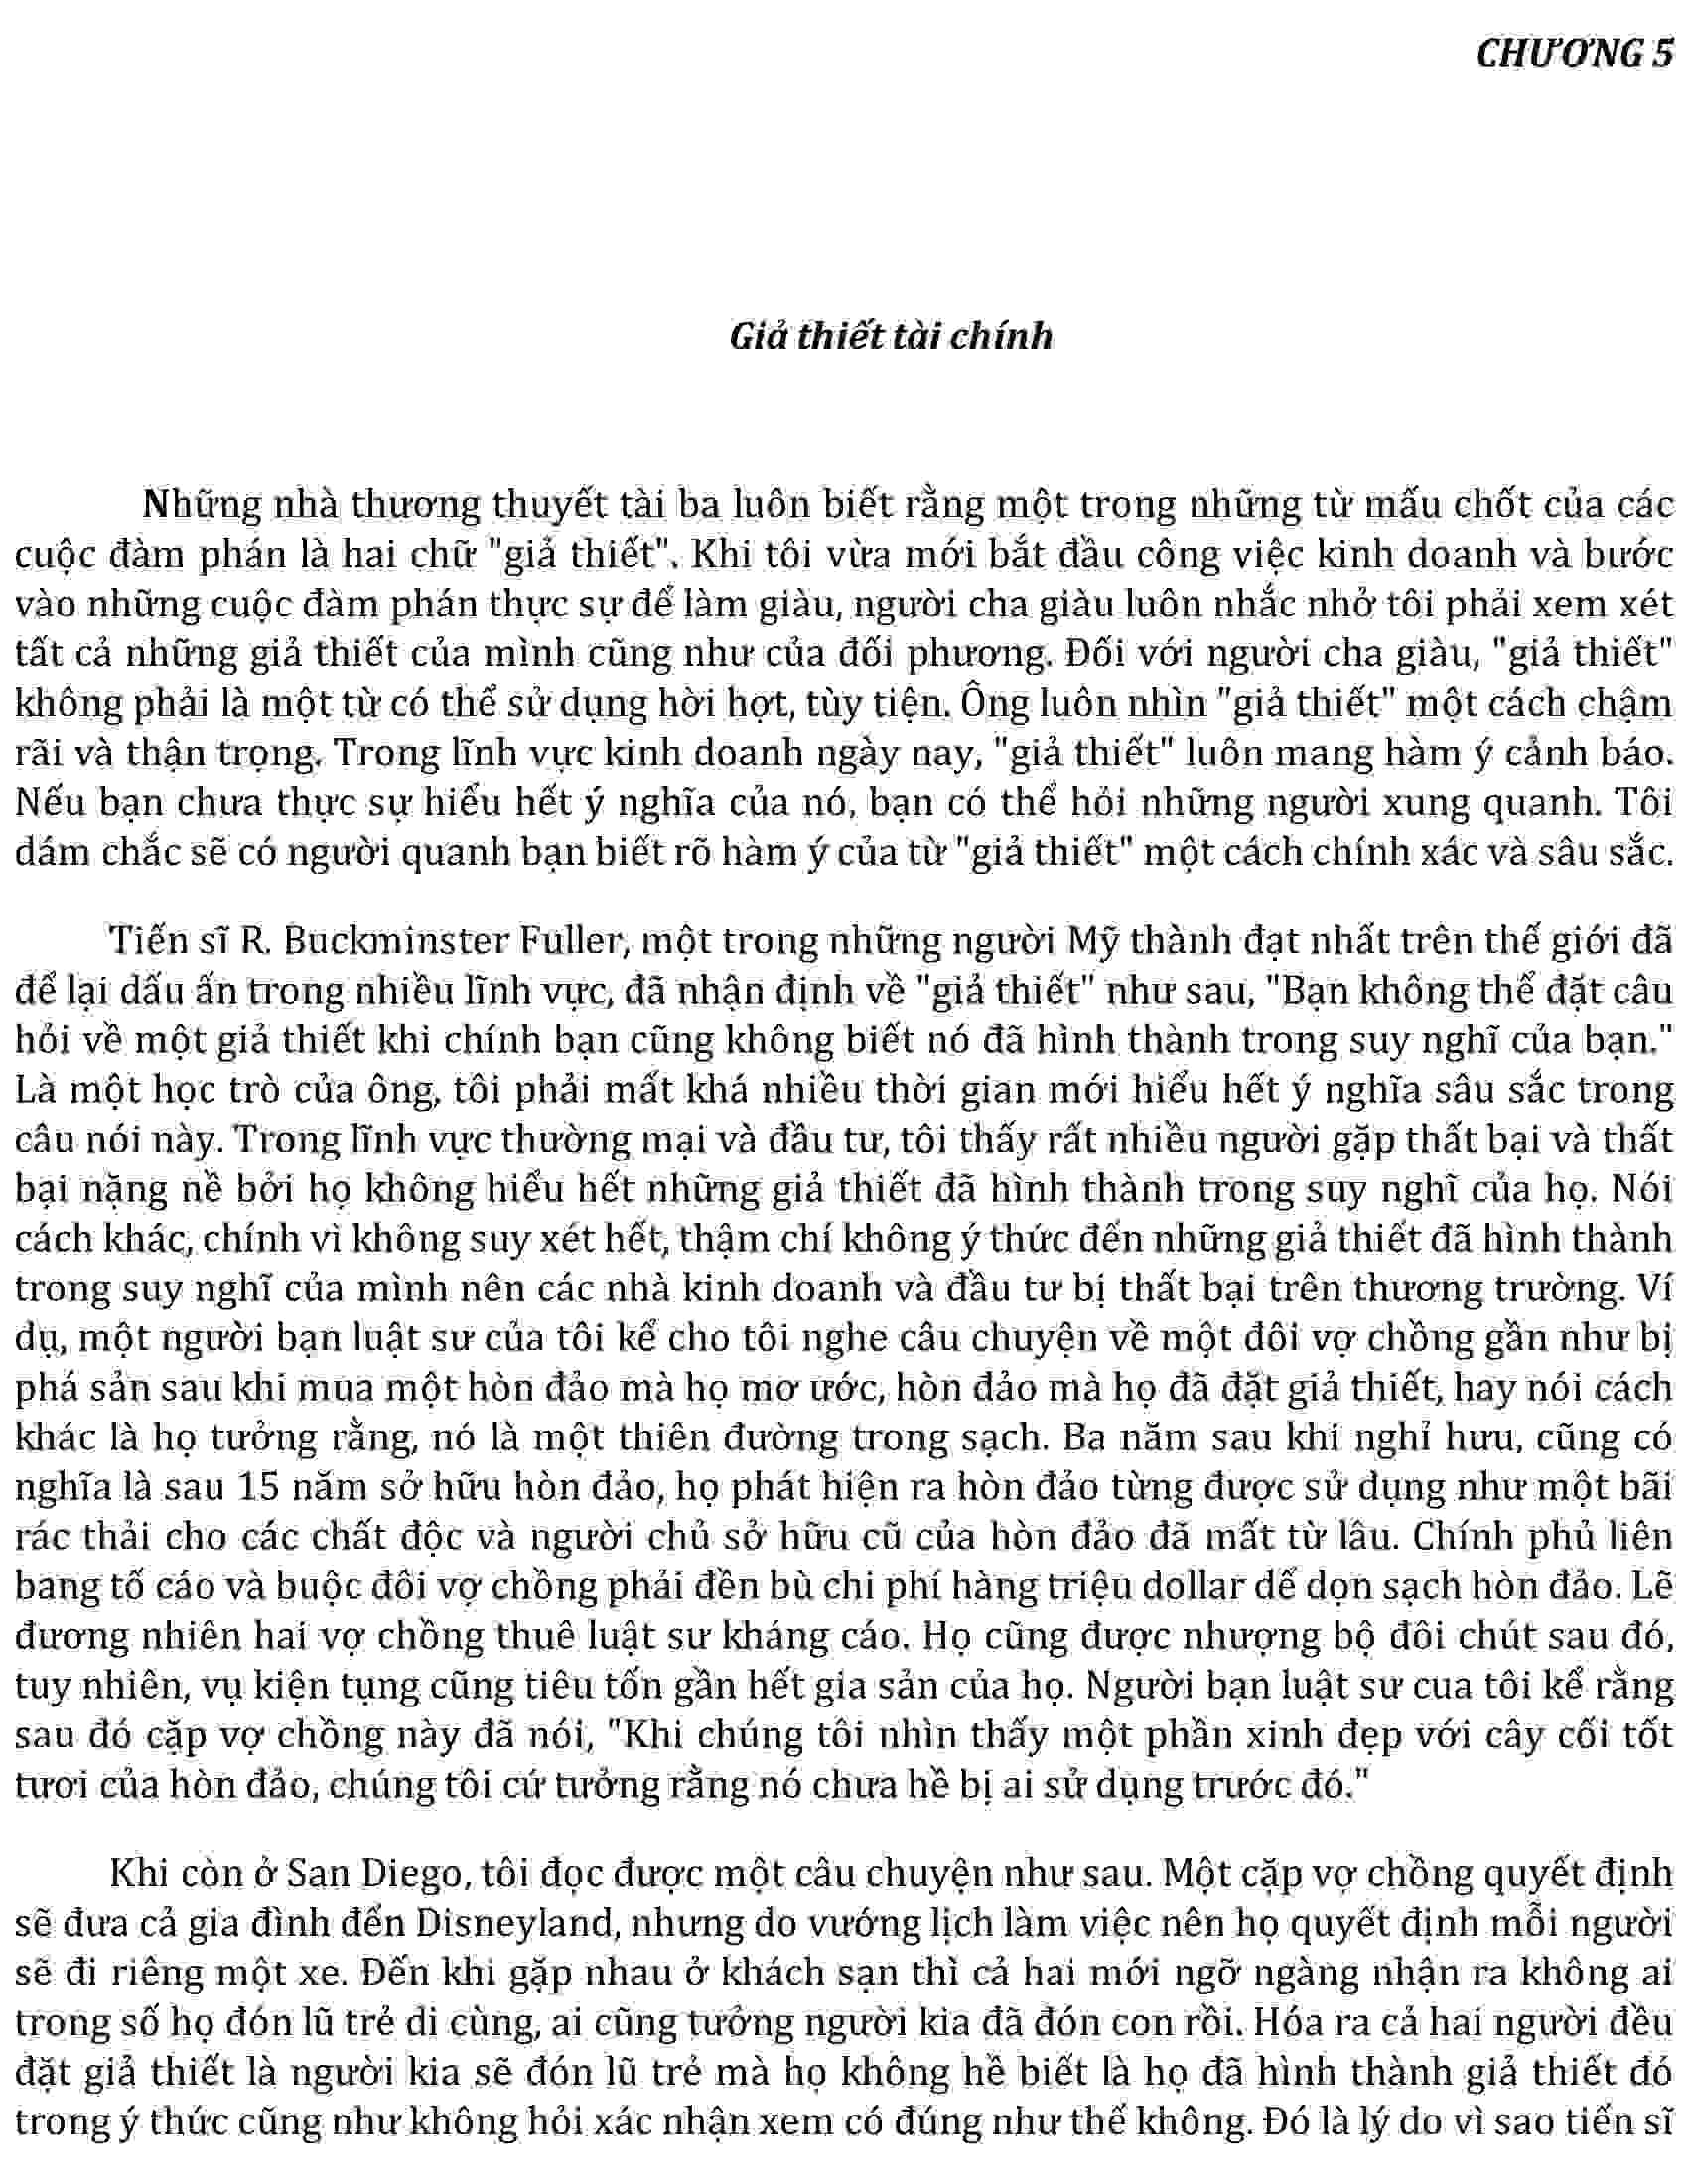 CHƯƠNG 5
Giả thiết tài chính
Những nhà thương thuyết tài ba luôn biết rằng một trong những từ mấu chốt của các
cuộc đàm phán là hai chữ "giả thiết". Khi tôi vừa mới bắt đầu công việc kinh doanh và bước
vào những cuộc đàm phán thực sự để làm giàu, người cha giàu luôn nhắc nhở tôi phải xem xét
tất cả những giả thiết của mình cũng như của đối phương. Đối với người cha giàu, "giả thiết"
không phải là một từ có thể sử dụng hời hợt, tùy tiện. Ông luôn nhìn "giả thiết" một cách chậm
rãi và thận trọng. Trong lĩnh vực kinh doanh ngày nay, "giả thiết" luôn mang hàm ý cảnh báo.
Nếu bạn chưa thực sự hiểu hết ý nghĩa của nó, bạn có thể hỏi những người xung quanh. Tôi
dám chắc sẽ có người quanh bạn biết rõ hàm ý của từ "giả thiết" một cách chính xác và sâu sắc.
Tiến sĩ R. Buckminster Fuller, một trong những người Mỹ thành đạt nhất trên thế giới đã
để lại dấu ấn trong nhiều lĩnh vực, đã nhận định về "giả thiết" như sau, "Bạn không thể đặt câu
hỏi về một giả thiết khi chính bạn cũng không biết nó đã hình thành trong suy nghĩ của bạn."
Là một học trò của ông, tôi phải mất khá nhiều thời gian mới hiểu hết ý nghĩa sâu sắc trong
câu nói này. Trong lĩnh vực thường mại và đầu tư, tôi thấy rất nhiều người gặp thất bại và thất
bại nặng nề bởi họ không hiểu hết những giả thiết đã hình thành trong suy nghĩ của họ. Nói
cách khác, chính vì không suy xét hết, thậm chí không ý thức đến những giả thiết đã hình thành
trong suy nghĩ của mình nên các nhà kinh doanh và đầu tư bị thất bại trên thương trường. Ví
dụ, một người bạn luật sư của tôi kể cho tôi nghe câu chuyện về một đôi vợ chồng gần như bị
phá sản sau khi mua một hòn đảo mà họ mơ ước, hòn đảo mà họ đã đặt giả thiết, hay nói cách
khác là họ tưởng rằng, nó là một thiên đường trong sạch. Ba năm sau khi nghỉ hưu, cũng có
nghĩa là sau 15 năm sở hữu hòn đảo, họ phát hiện ra hòn đảo từng được sử dụng như một bãi
rác thải cho các chất độc và người chủ sở hữu cũ của hòn đảo đã mất từ lâu. Chính phủ liên
bang tố cáo và buộc đôi vợ chồng phải đền bù chi phí hàng triệu dollar dể dọn sạch hòn đảo. Lẽ
đương nhiên hai vợ chồng thuê luật sư kháng cáo. Họ cũng được nhượng bộ đôi chút sau đó,
tuy nhiên, vụ kiện tụng cũng tiêu tốn gần hết gia sản của họ. Người bạn luật sư cua tôi kể rằng
sau đó cặp vợ chồng này đã nói, "Khi chúng tôi nhìn thấy một phần xinh đẹp với cây cối tốt
tươi của hòn đảo, chúng tôi cứ tưởng rằng nó chưa hề bị ai sử dụng trước đó."
Khi còn ở San Diego, tôi đọc được một câu chuyện như sau. Một cặp vợ chồng quyết định
sẽ đưa cả gia đình đến Disneyland, nhưng do vướng lịch làm việc nên họ quyết định mỗi người
sẽ đi riêng một xe. Đến khi gặp nhau ở khách sạn thì cả hai mới ngỡ ngàng nhận ra không ai
trong số họ đón lũ trẻ di cùng, ai cũng tưởng người kia đã đón con rồi. Hóa ra cả hai người đều
đặt giả thiết là người kia sẽ đón lũ trẻ mà họ không hề biết là họ đã hình thành giả thiết đó
trong ý thức cũng như không hỏi xác nhận xem có đúng như thế không. Đó là lý do vì sao tiến sĩ